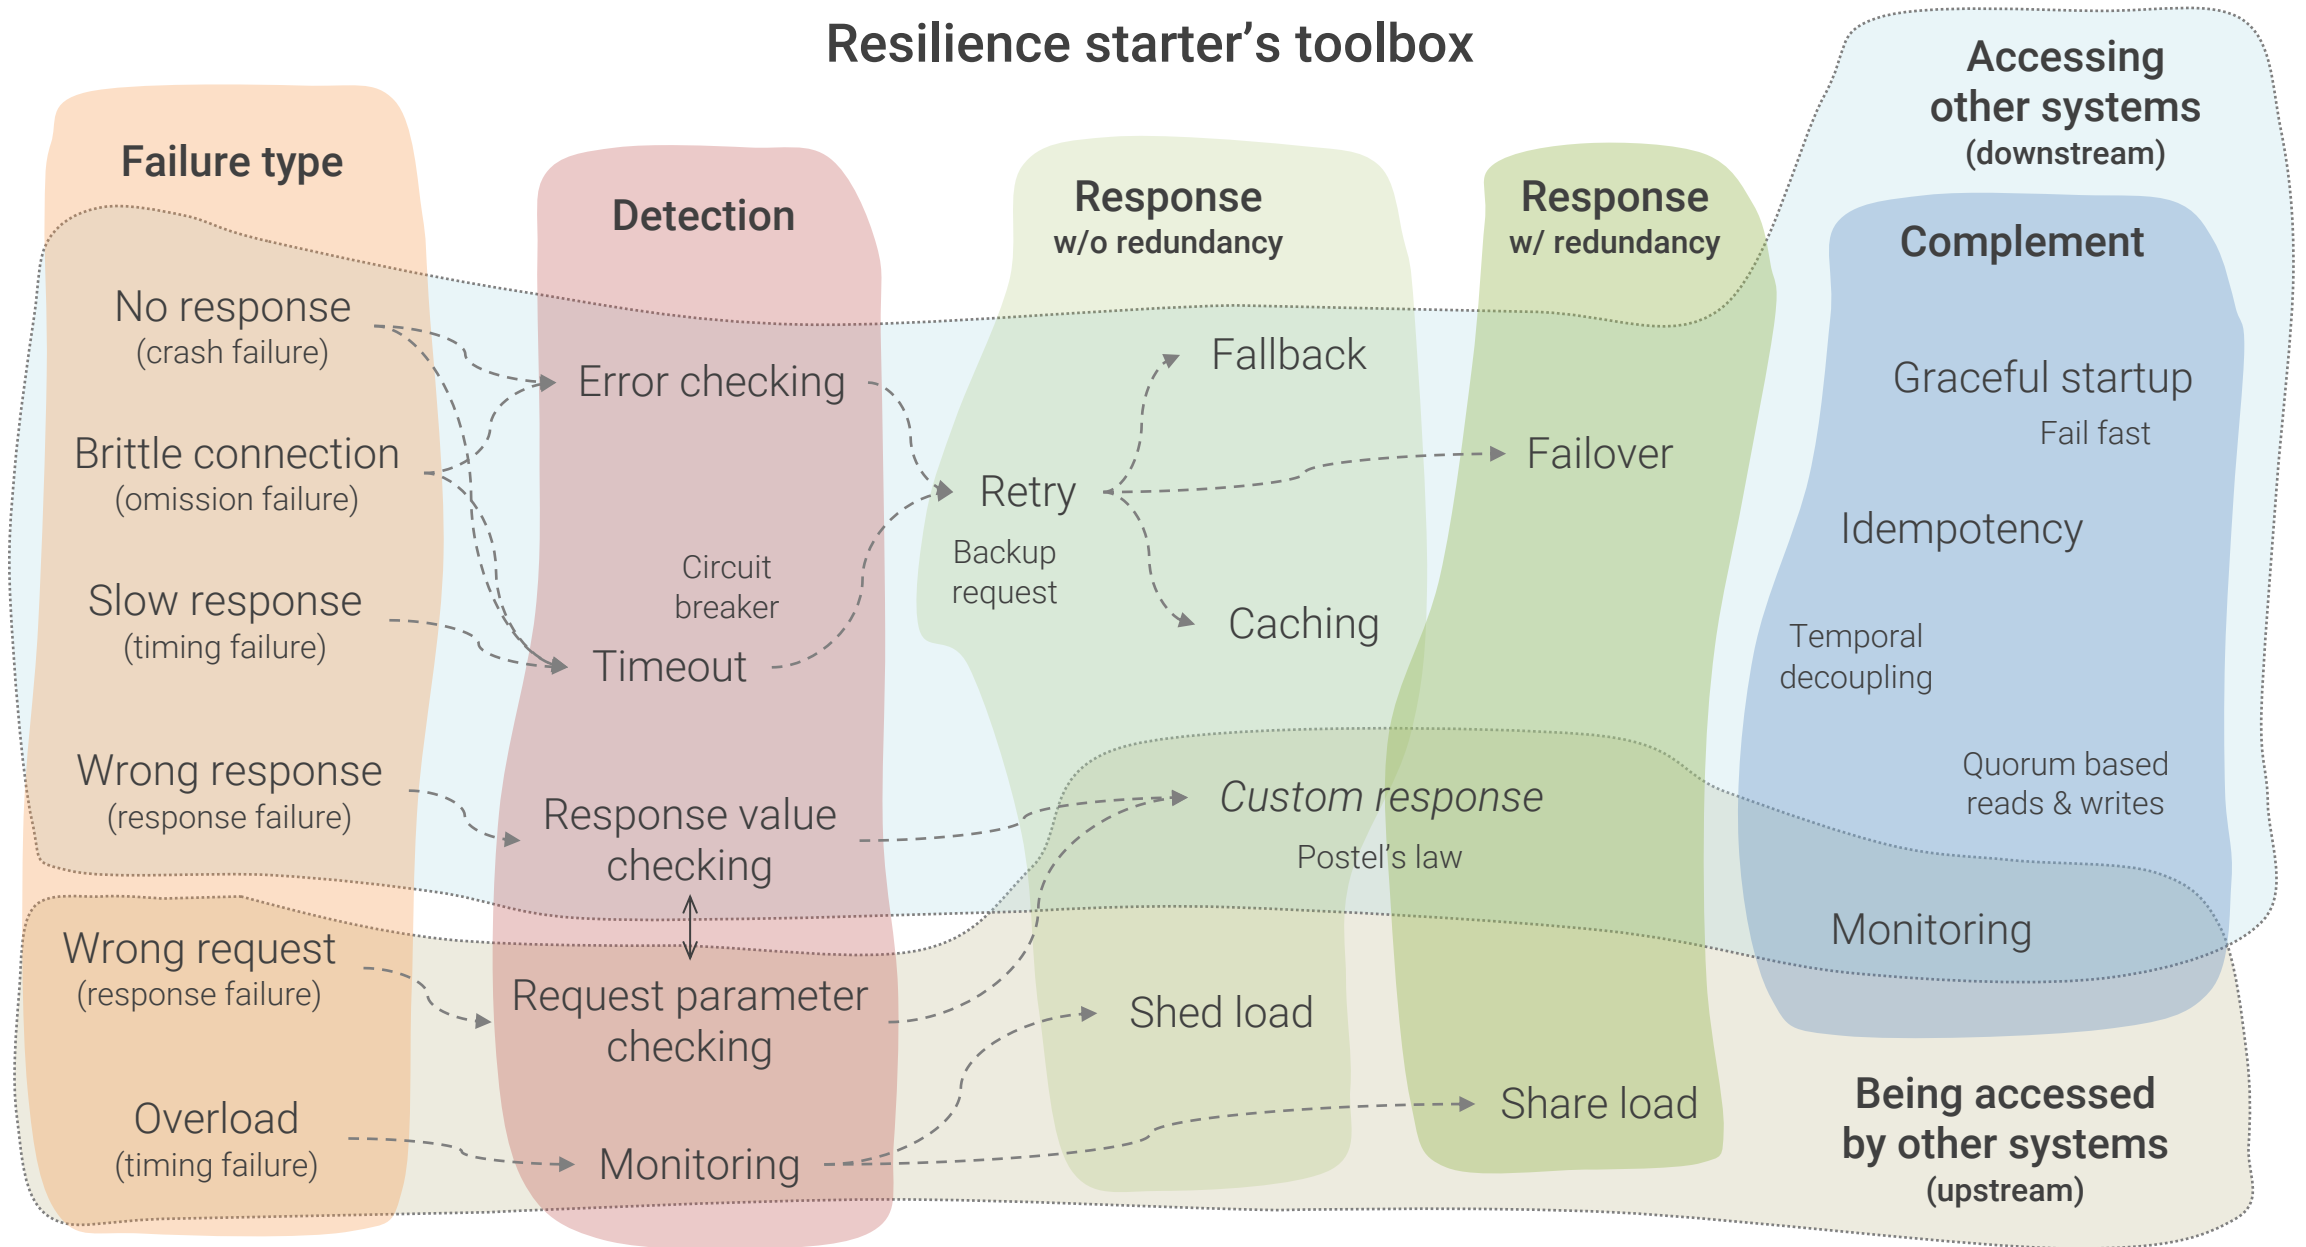 Resilience starter’s toolbox
Failure type
No response
(crash failure)
Brittle connection
(omission failure)
Slow response
(timing failure)
Wrong response
(response failure)
Wrong request
(response failure)
Overload
(timing failure)
Detection
Error checking
Circuit
breaker
Timeout
Response value
checking
Request parameter
checking
Monitoring
Response
w/o redundancy
Fallback
Retry
Backup
request
Caching
Custom response
Postel’s law
Shed load
Response
w/ redundancy
Failover
Share load
Accessing
other systems
(downstream)
Complement
Graceful startup
Fail fast
Idempotency
Temporal
decoupling
Quorum based
reads & writes
Monitoring
Being accessed
by other systems
(upstream)